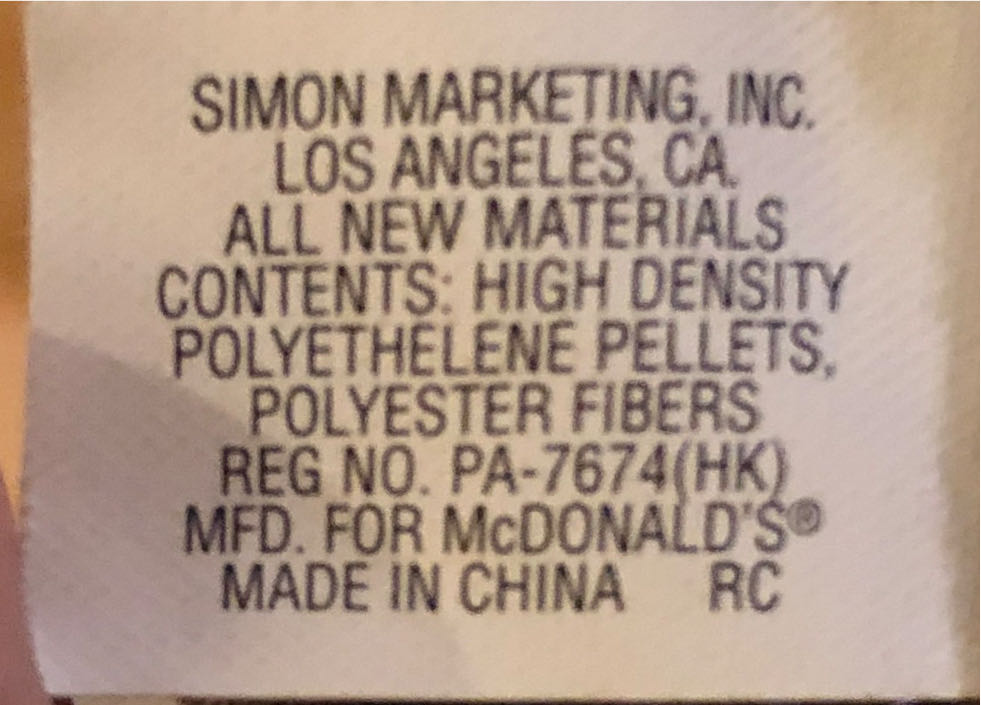 SIMON MARKETING, INC.
LOS ANGELES, CA.
ALL NEW MATERIALS
CONTENTS: HIGH DENSITY
POLYETHELENE PELLETS,
POLYESTER FIBERS
REG NO. PA-7674(HK)
MFD. FOR McDONALD'S®
MADE IN CHINA RC